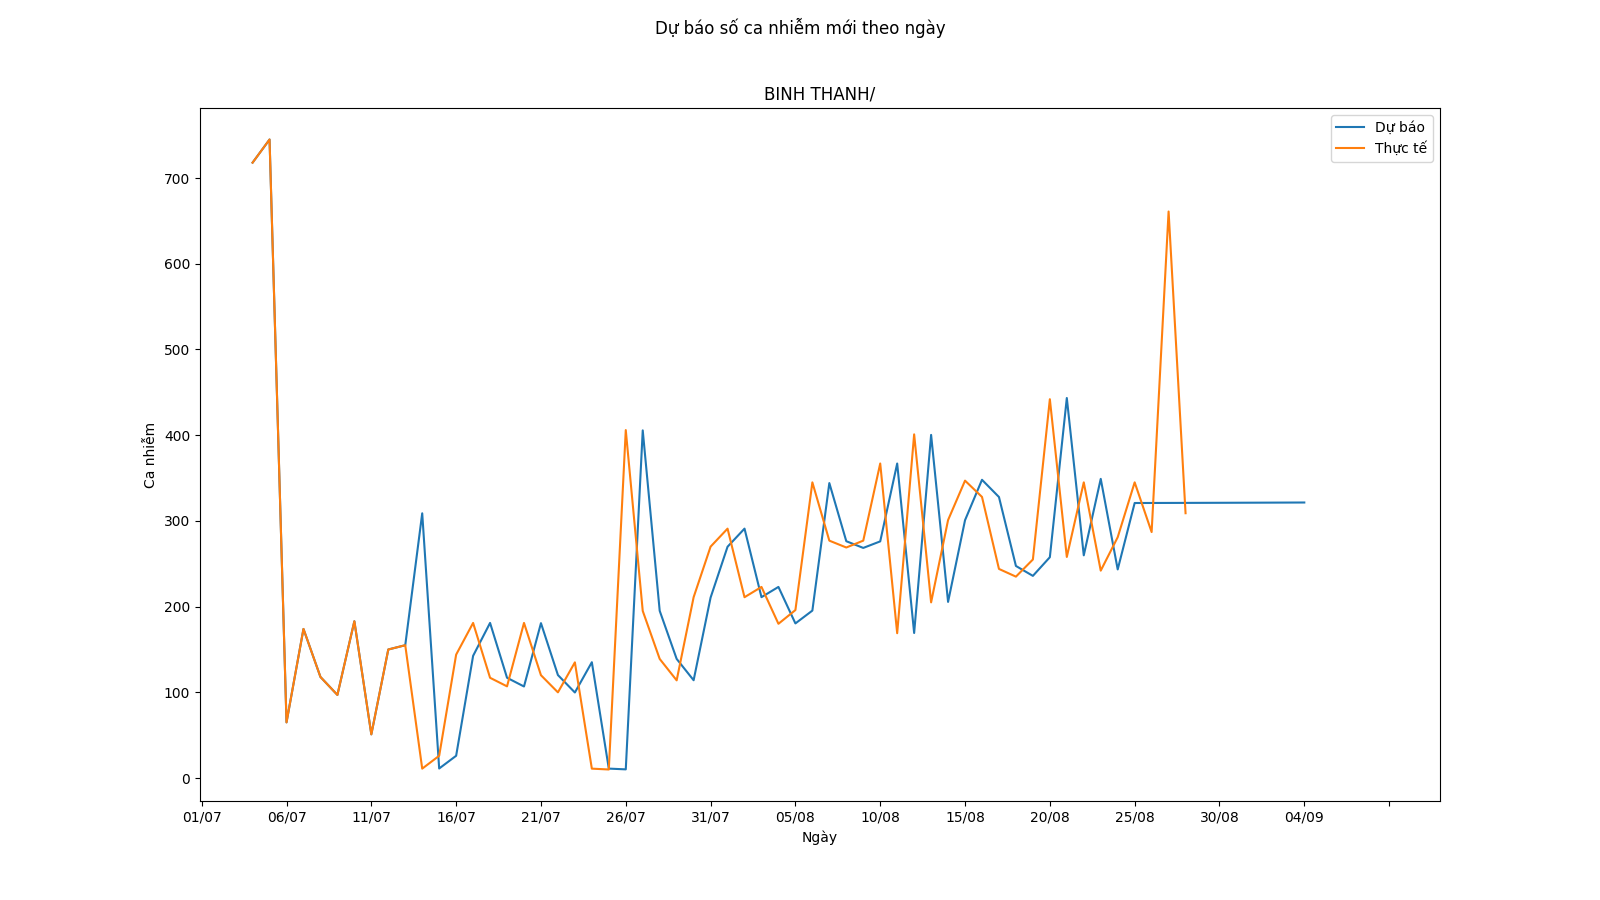 Dự báo số ca nhiễm mới theo ngày
BINH THANH/
Dự báo
Thực tế
Ca nhiễm
700
600
500
400
300
200
100
0
01/07 06/07 11/07 16/07 21/07 26/07 31/07 05/08 10/08 15/08 20/08 25/08 30/08 04/09
Ngày